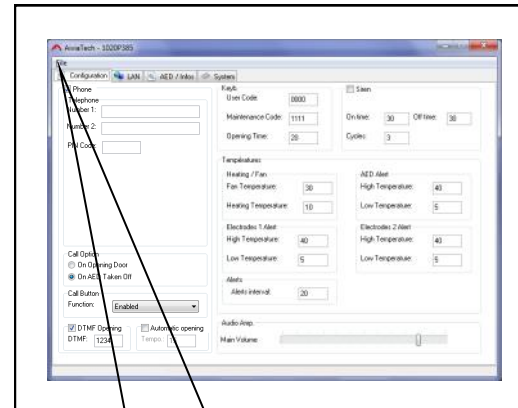 AiviaTech - 1020P385
File
Configuration LAN AED / Infos System
Phone
Telephone
Number 1:
Number 2:
PIN Code:
Call Option
On Opening Door
On AED Taken Off
Call Button
Function: Enabled
DTMF Opening
DTMF: 1234
Automatic opening
Tempo:
Keyb.
User Code: 0000
Maintenance Code: 1111
Opening Time: 20
Siren
On time: 30 Off time: 30
Cycles: 3
Températures:
Heating / Fan
Fan Temperature: 30
Heating Temperature: 10
AED Alert
High Temperature: 40
Low Temperature: 5
Electrodes 1 Alert
High Temperature: 40
Low Temperature: 5
Electrodes 2 Alert
High Temperature: 40
Low Temperature: 5
Alerts
Alerts interval: 20
Audio Amp.
Main Volume: